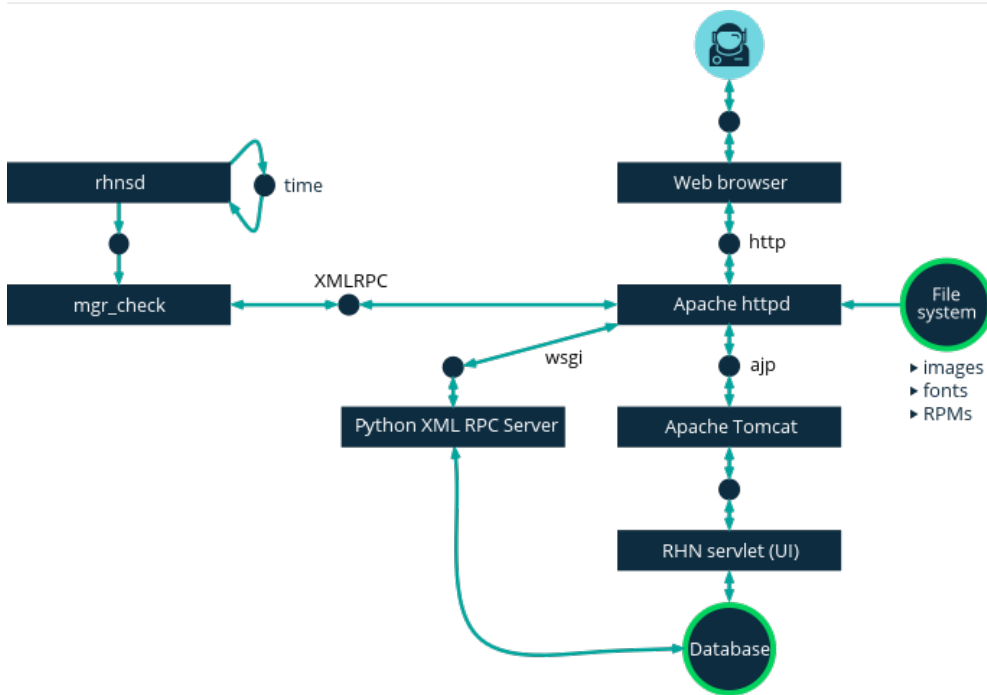 rhnsd
time
Web browser
http
XMLRPC
mgr_check
Apache httpd
File
system
wsgi
ajp
images
fonts
RPMs
Python XML RPC Server
Apache Tomcat
RHN servlet (UI)
Database